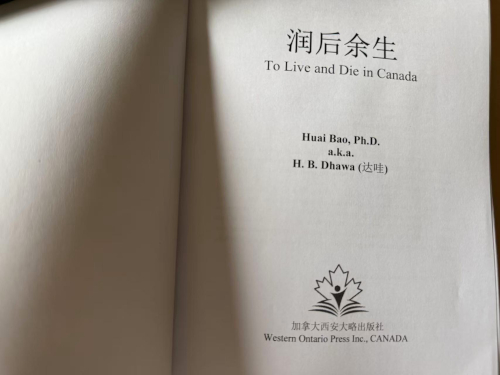 润后余生
To Live and Die in Canada
Huai Bao, Ph.D.
a.k.a.
H. B. Dhawa (达哇)
加拿大西安大略出版社
Western Ontario Press Inc., CANADA